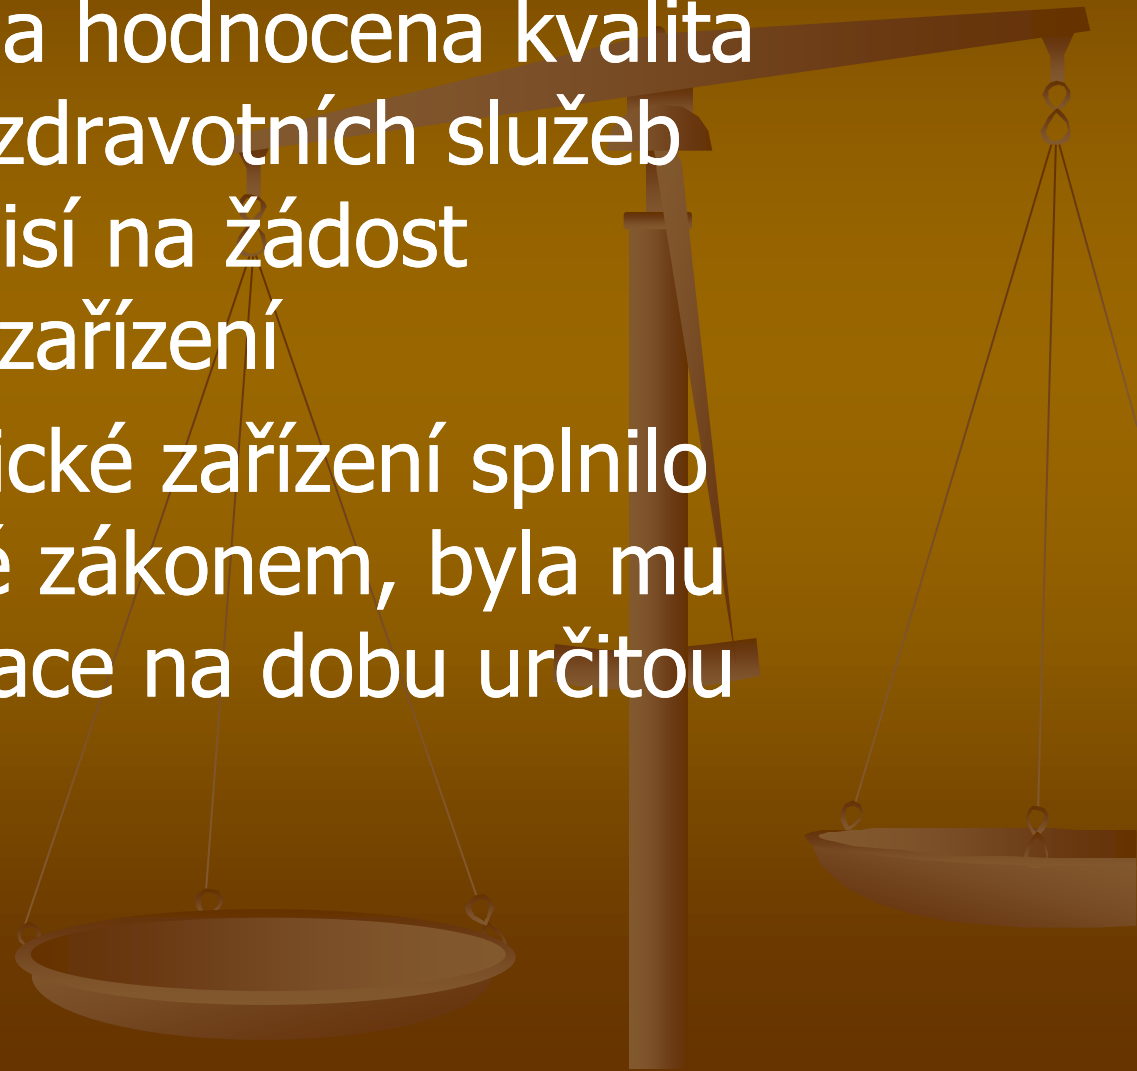 a hodnocena kvalita
zdravotních služeb
isí na žádost
zařízení
ické zařízení splnilo
é zákonem, byla mu
ace na dobu určitou